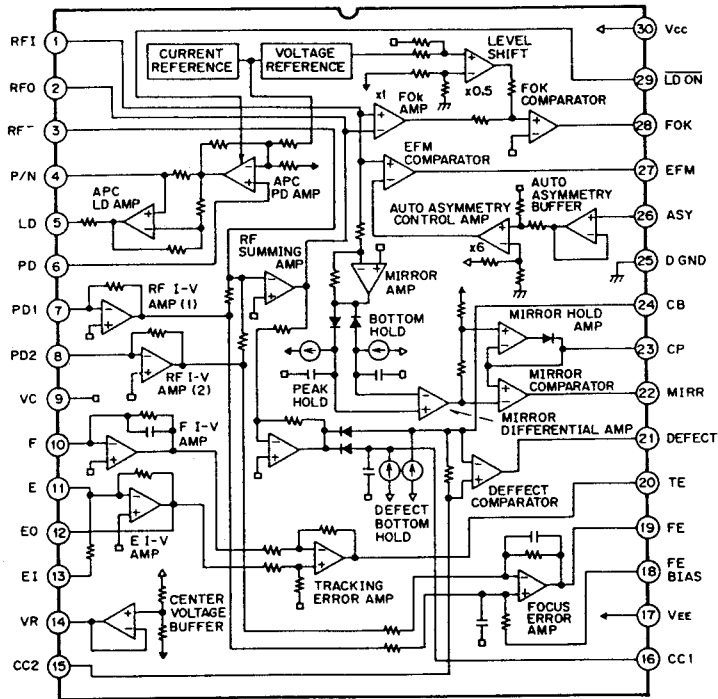 RFI 1
RFO 2
RF- 3
P/N 4
LD 5
PD 6
PD1 7
PD2 8
VC 9
F 10
E 11
EO 12
EI 13
VR 14
CC2 15
CURRENT
REFERENCE
VOLTAGE
REFERENCE
LEVEL
SHIFT
x0.5
x1
FOK
AMP
FOK
COMPARATOR
EFM
COMPARATOR
APC
LD AMP
APC
PD AMP
AUTO ASYMMETRY
CONTROL AMP
AUTO
ASYMMETRY
BUFFER
x6
RF
SUMMING
AMP
MIRROR
AMP
RF I-V
AMP (1)
RF I-V
AMP (2)
BOTTOM
HOLD
PEAK
HOLD
MIRROR HOLD
AMP
MIRROR
COMPARATOR
MIRROR
DIFFERENTIAL AMP
F I-V
AMP
E I-V
AMP
DEFFECT
COMPARATOR
DEFECT
BOTTOM
HOLD
TRACKING
ERROR AMP
CENTER
VOLTAGE
BUFFER
FOCUS
ERROR
AMP
30 Vcc
29 LD ON
28 FOK
27 EFM
26 ASY
25 D GND
24 CB
23 CP
22 MIRR
21 DEFECT
20 TE
19 FE
18 FE
BIAS
17 VEE
16 CC1